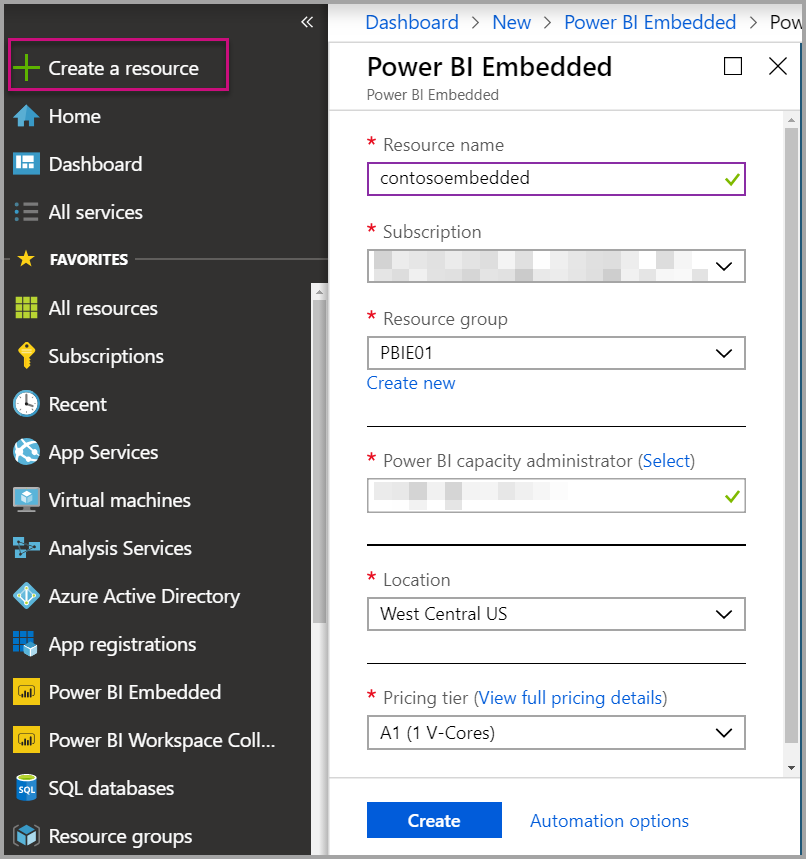 «
Create a resource
Home
Dashboard
All services
FAVORITES
All resources
Subscriptions
Recent
App Services
Virtual machines
Analysis Services
Azure Active Directory
App registrations
Power BI Embedded
Power BI Workspace Coll...
SQL databases
Resource groups
Dashboard > New > Power BI Embedded > Pow
Power BI Embedded
Power BI Embedded
* Resource name
contosoembedded
* Subscription
* Resource group
PBIE01
Create new
* Power BI capacity administrator (Select)
* Location
West Central US
* Pricing tier (View full pricing details)
A1 (1 V-Cores)
Create
Automation options